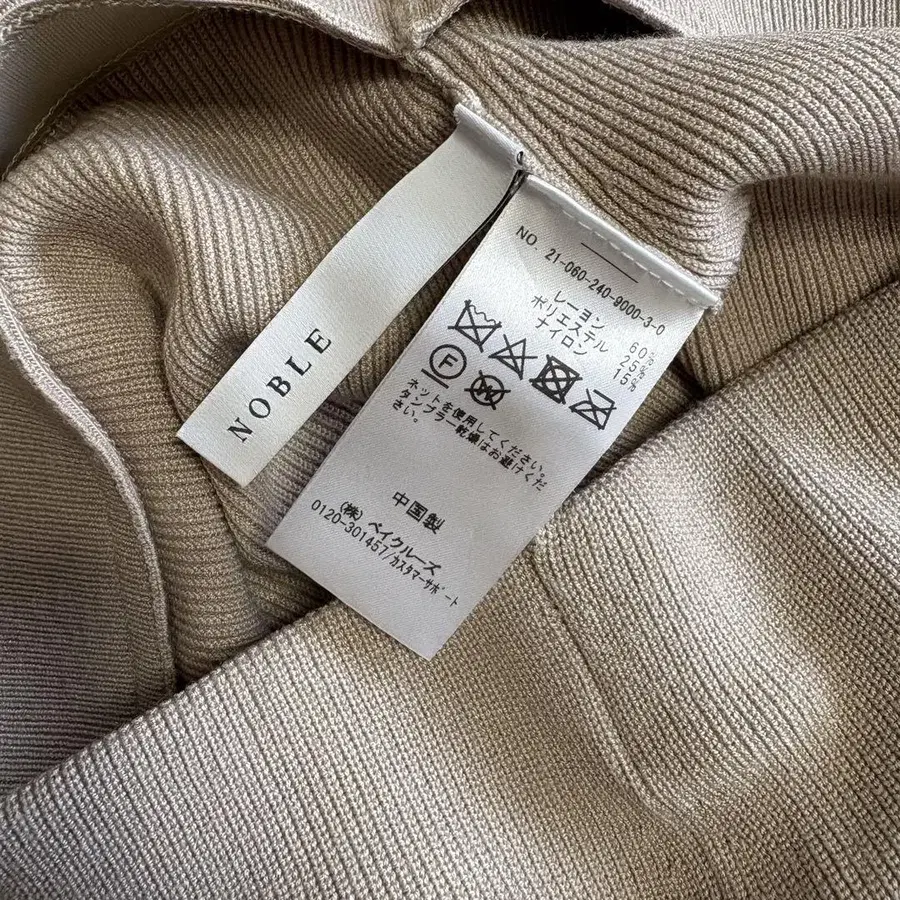 NOBLE
NO. 21-060-240-9000-3-0
レーヨン 60%
ポリエステル 25%
ナイロン 15%
F
W
ネットを使用してください。
タンブラー乾燥はお避けくだ
さい。
中国製
(株) ベイクルーズ
0120-301457/カスタマーサポート